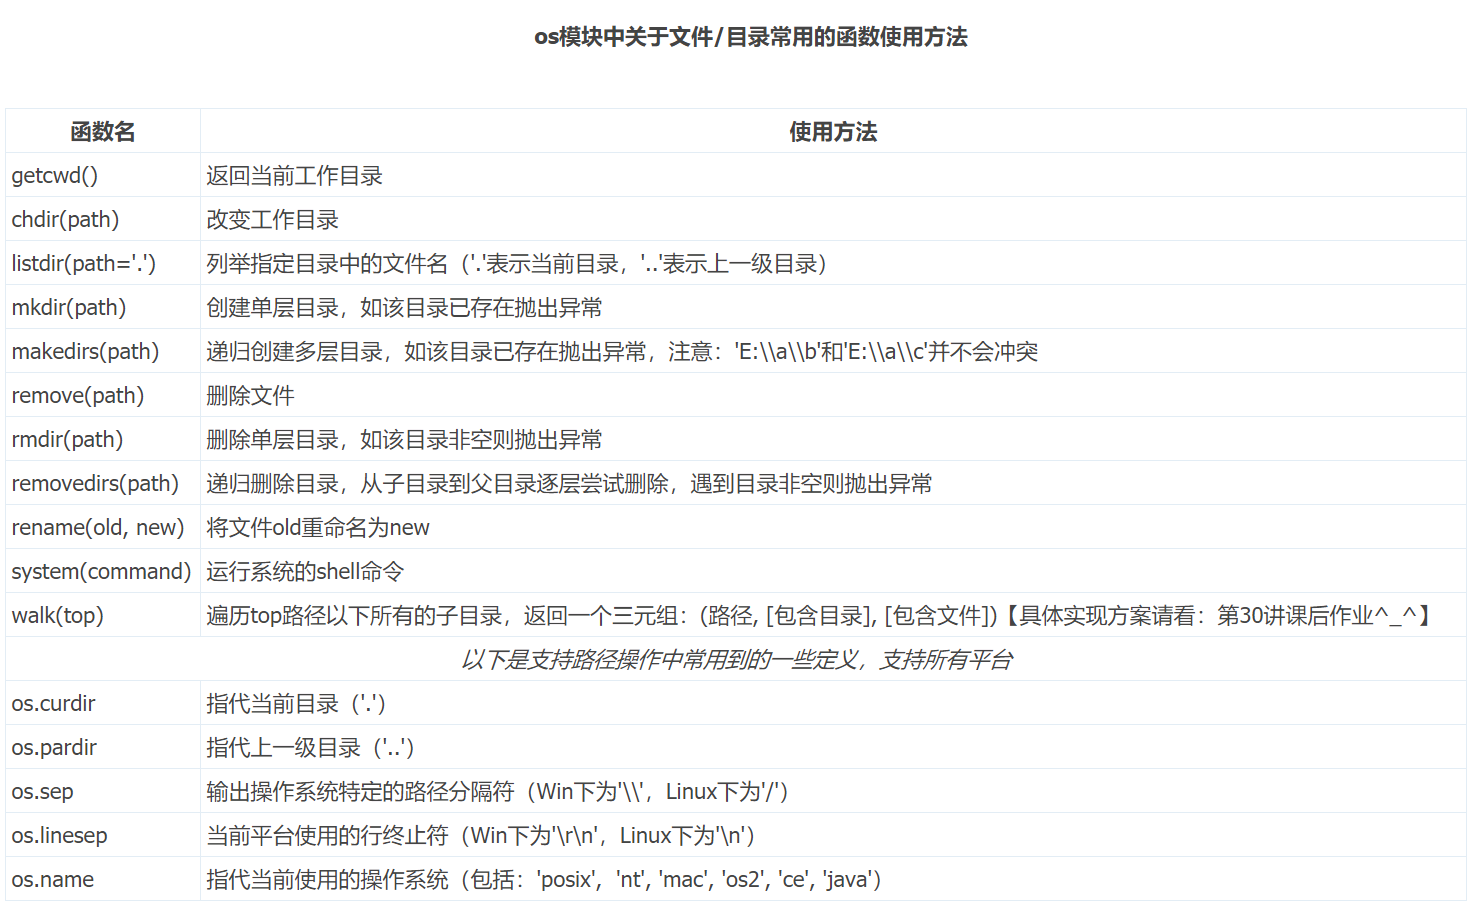 os模块中关于文件/目录常用的函数使用方法
函数名 使用方法
getcwd() 返回当前工作目录
chdir(path) 改变工作目录
listdir(path='.') 列举指定目录中的文件名（'.'表示当前目录，'..'表示上一级目录）
mkdir(path) 创建单层目录，如该目录已存在抛出异常
makedirs(path) 递归创建多层目录，如该目录已存在抛出异常，注意：'E:\\a\\b'和'E:\\a\\c'并不会冲突
remove(path) 删除文件
rmdir(path) 删除单层目录，如该目录非空则抛出异常
removedirs(path) 递归删除目录，从子目录到父目录逐层尝试删除，遇到目录非空则抛出异常
rename(old, new) 将文件old重命名为new
system(command) 运行系统的shell命令
walk(top) 遍历top路径以下所有的子目录，返回一个三元组：(路径, [包含目录], [包含文件])【具体实现方案请看：第30讲课后作业^_^】
以下是支持路径操作中常用到的一些定义，支持所有平台
os.curdir 指代当前目录（'.'）
os.pardir 指代上一级目录（'..'）
os.sep 输出操作系统特定的路径分隔符（Win下为'\\'，Linux下为'/'）
os.linesep 当前平台使用的行终止符（Win下为'\r\n'，Linux下为'\n'）
os.name 指代当前使用的操作系统（包括：'posix'，'nt', 'mac', 'os2', 'ce', 'java'）